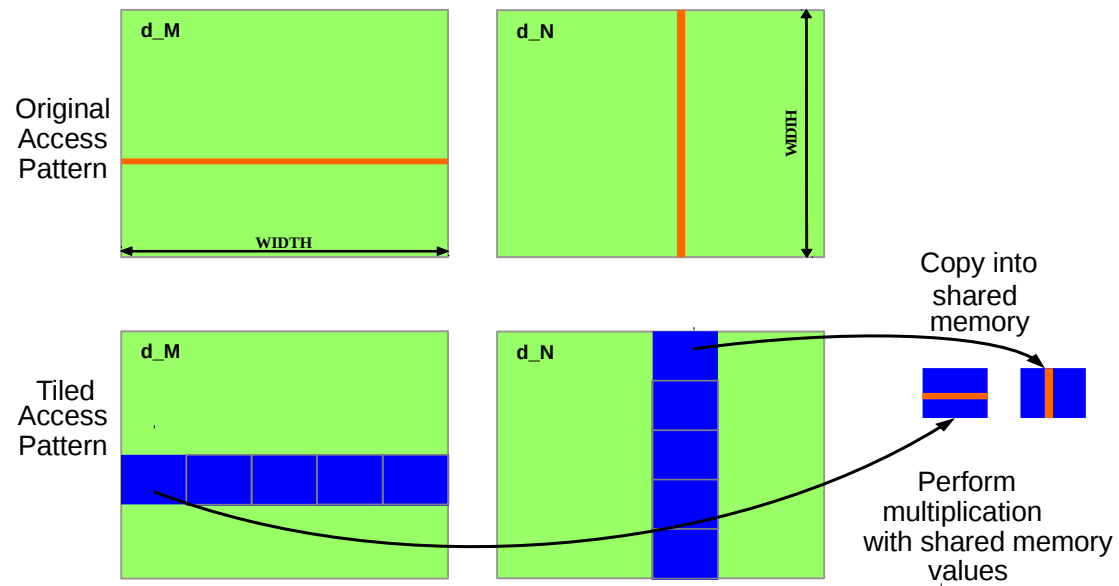 d_M
d_N
Original
Access
Pattern
WIDTH
WIDTH
Copy into
shared
memory
d_M
d_N
Tiled
Access
Pattern
Perform
multiplication
with shared memory
values